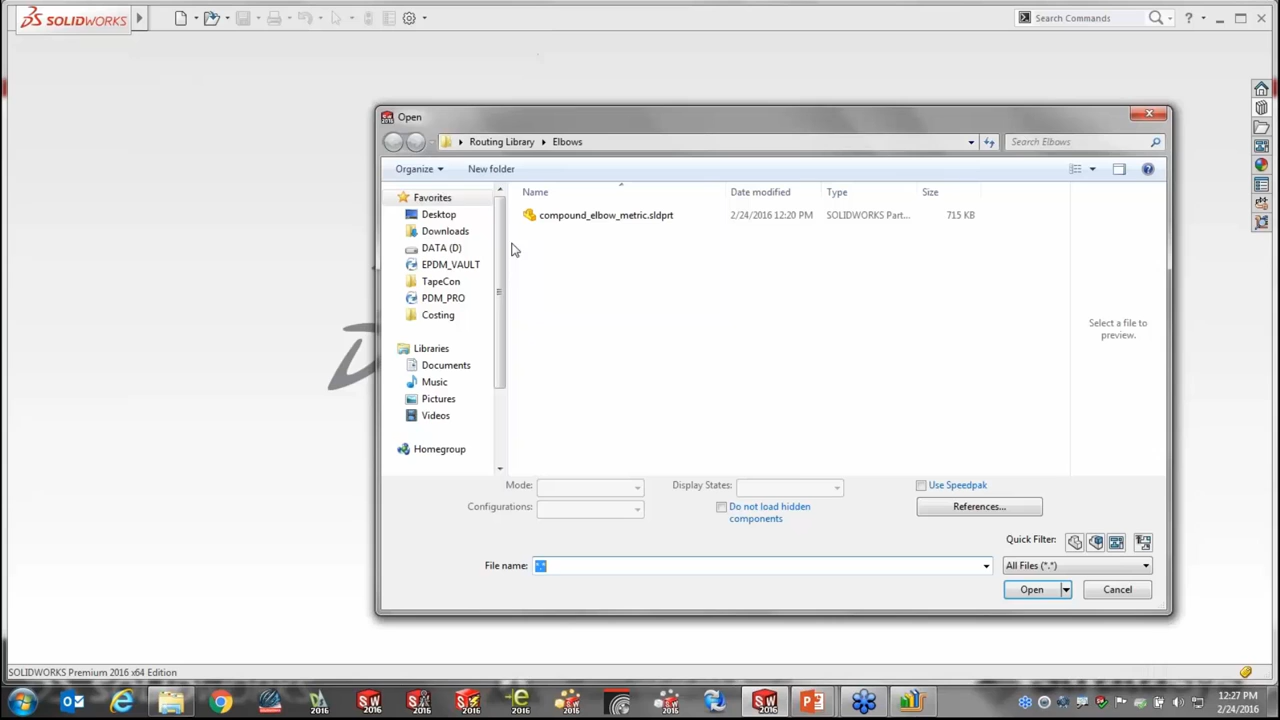 SOLIDWORKS
Search Commands
Open
Routing Library
Elbows
Search Elbows
Organize
New folder
Favorites
Desktop
Downloads
DATA (D)
EPDM_VAULT
TapeCon
PDM_PRO
Costing
Libraries
Documents
Music
Pictures
Videos
Homegroup
Name
Date modified
Type
Size
compound_elbow_metric.sldprt
2/24/2016 12:20 PM
SOLIDWORKS Part...
715 KB
Select a file to
preview.
Mode:
Display States:
Use Speedpak
Configurations:
Do not load hidden
components
References...
Quick Filter:
File name:
All Files (*.*)
Open
Cancel
SOLIDWORKS Premium 2016 x64 Edition
12:27 PM
2/24/2016